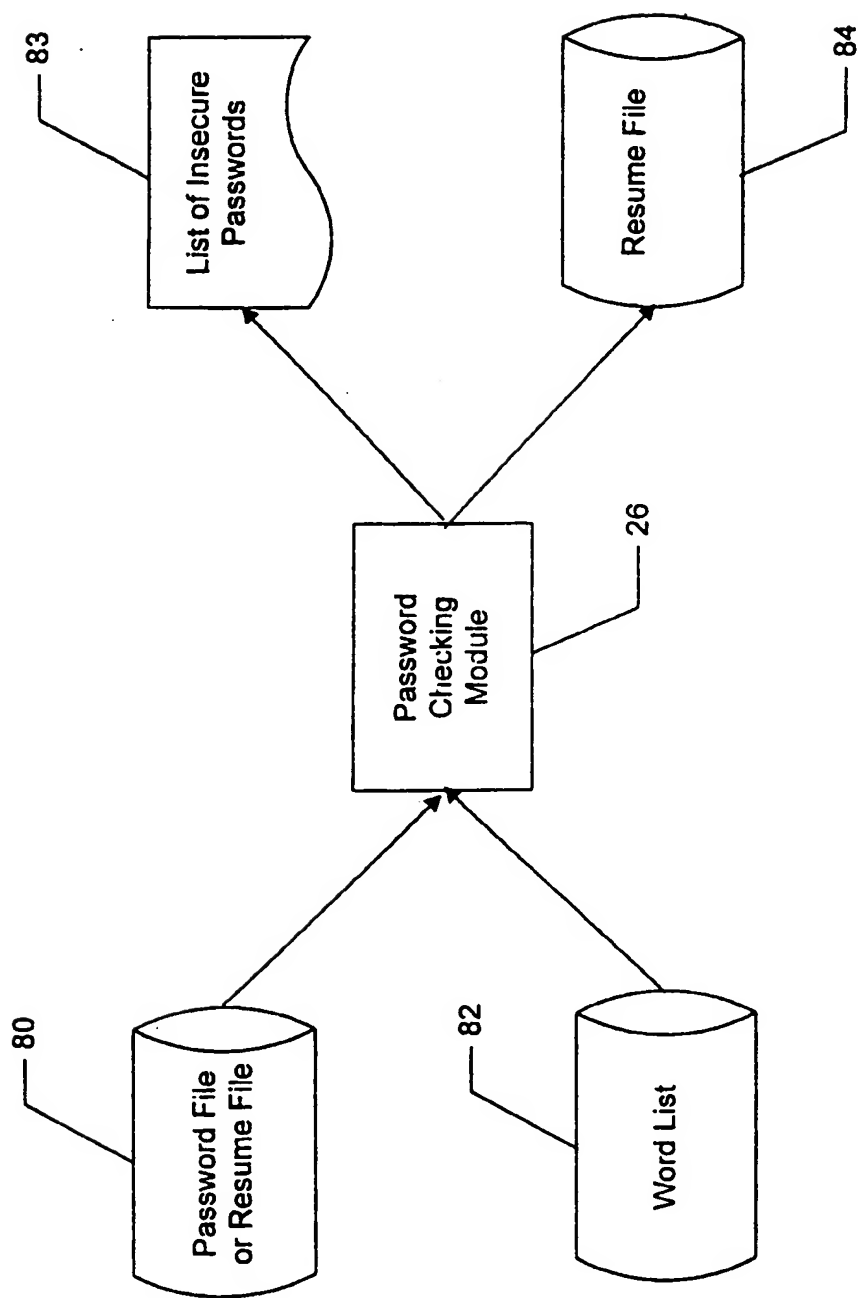 80
Password File
or Resume File
82
Word List
Password
Checking
Module
26
83
List of Insecure
Passwords
Resume File
84